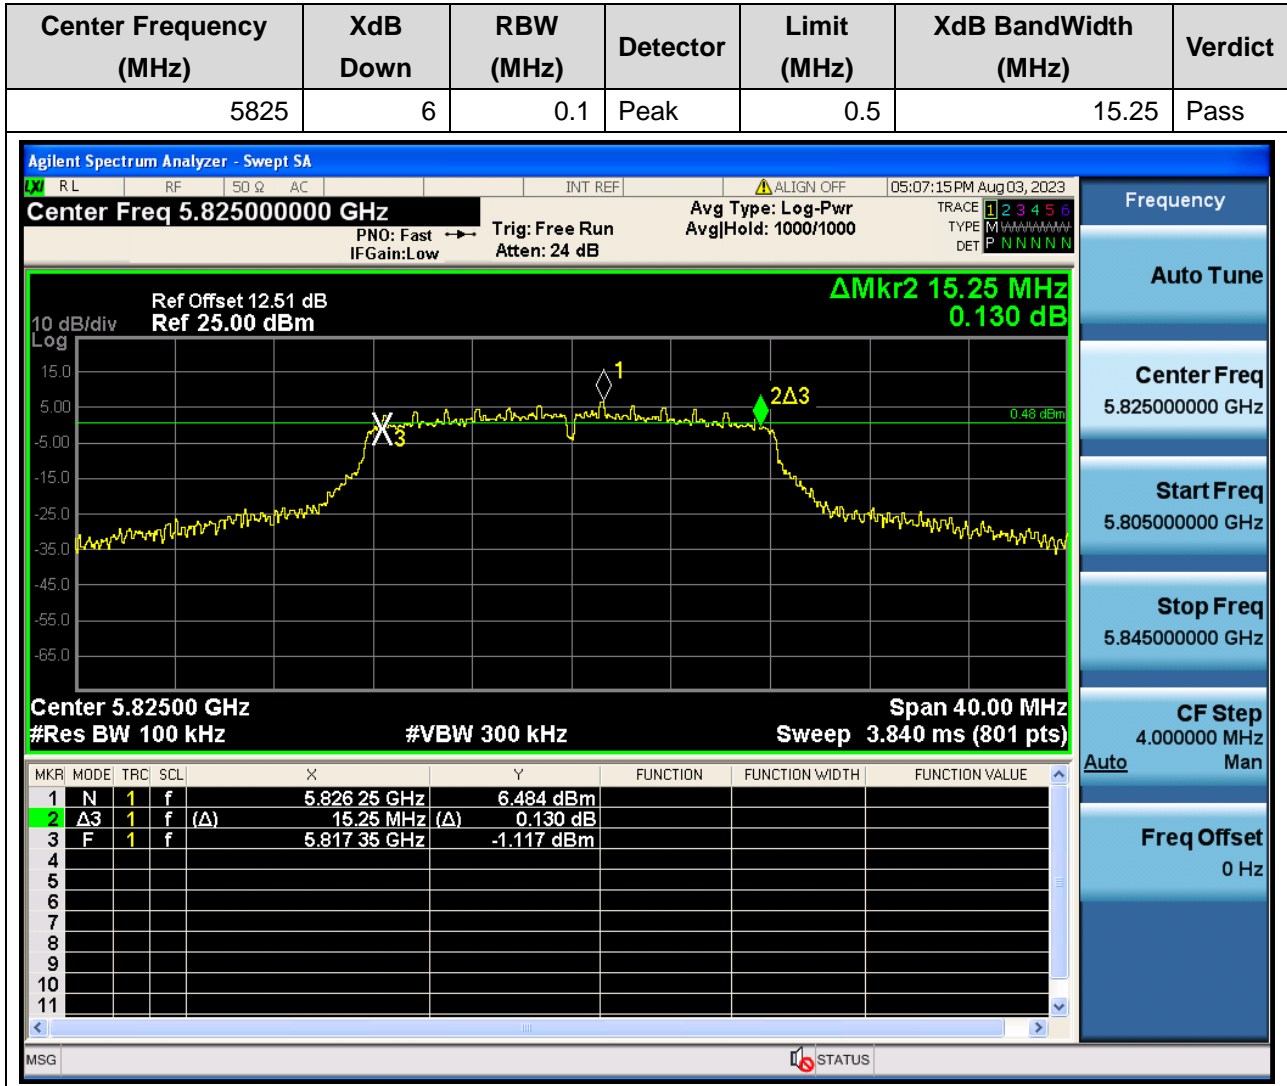 Center Frequency (MHz) XdB Down RBW (MHz) Detector Limit (MHz) XdB BandWidth (MHz) Verdict
5825 6 0.1 Peak 0.5 15.25 Pass
Agilent Spectrum Analyzer - Swept SA
LXI RL RF 50 Ω AC INT REF ALIGN OFF 05:07:15 PM Aug 03, 2023
Center Freq 5.825000000 GHz
PNO: Fast
IFGain:Low
Trig: Free Run
Atten: 24 dB
Avg Type: Log-Pwr
Avg|Hold: 1000/1000
TRACE 1 2 3 4 5 6
TYPE M WWWWW
DET P N N N N N
ΔMkr2 15.25 MHz
0.130 dB
Ref Offset 12.51 dB
10 dB/div Ref 25.00 dBm
Log
15.0
5.00
-5.00
-15.0
-25.0
-35.0
-45.0
-55.0
-65.0
1
2Δ3
3
0.48 dBm
Center 5.82500 GHz Span 40.00 MHz
#Res BW 100 kHz #VBW 300 kHz Sweep 3.840 ms (801 pts)
MKR MODE TRC SCL X Y FUNCTION FUNCTION WIDTH FUNCTION VALUE
1 N 1 f 5.826 25 GHz 6.484 dBm
2 Δ3 1 f (Δ) 15.25 MHz (Δ) 0.130 dB
3 F 1 f 5.817 35 GHz -1.117 dBm
4
5
6
7
8
9
10
11
MSG STATUS
Frequency
Auto Tune
Center Freq
5.825000000 GHz
Start Freq
5.805000000 GHz
Stop Freq
5.845000000 GHz
CF Step
4.000000 MHz
Auto Man
Freq Offset
0 Hz